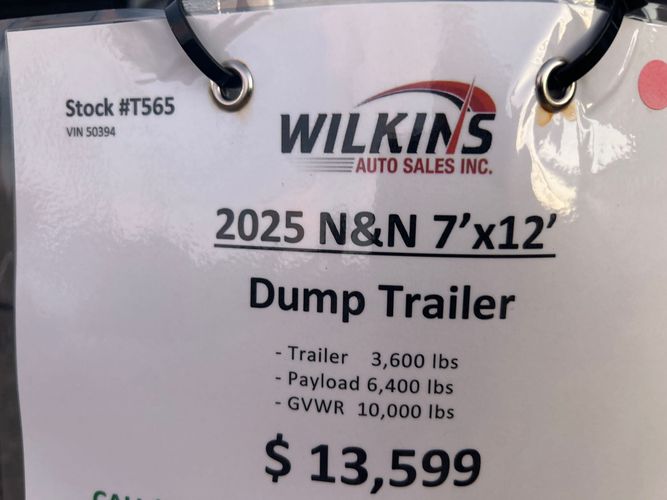 Stock #T565
VIN 50394
WILKINS
AUTO SALES INC.
2025 N&N 7’x12’
Dump Trailer
- Trailer 3,600 lbs
- Payload 6,400 lbs
- GVWR 10,000 lbs
$ 13,599